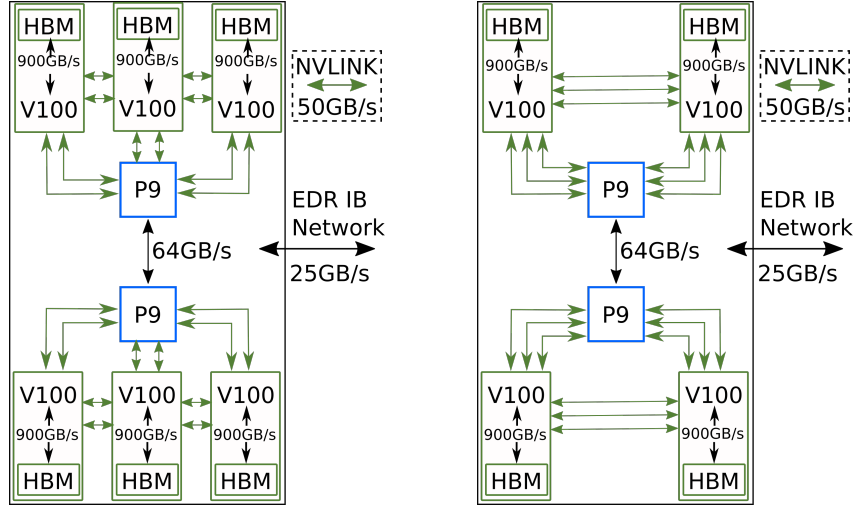 HBM HBM HBM
900GB/s 900GB/s 900GB/s
V100 V100 V100
NVLINK
50GB/s
P9
EDR IB
Network
64GB/s
25GB/s
P9
V100 V100 V100
900GB/s 900GB/s 900GB/s
HBM HBM HBM
HBM HBM
900GB/s 900GB/s
V100 V100
NVLINK
50GB/s
P9
EDR IB
Network
64GB/s
25GB/s
P9
V100 V100
900GB/s 900GB/s
HBM HBM